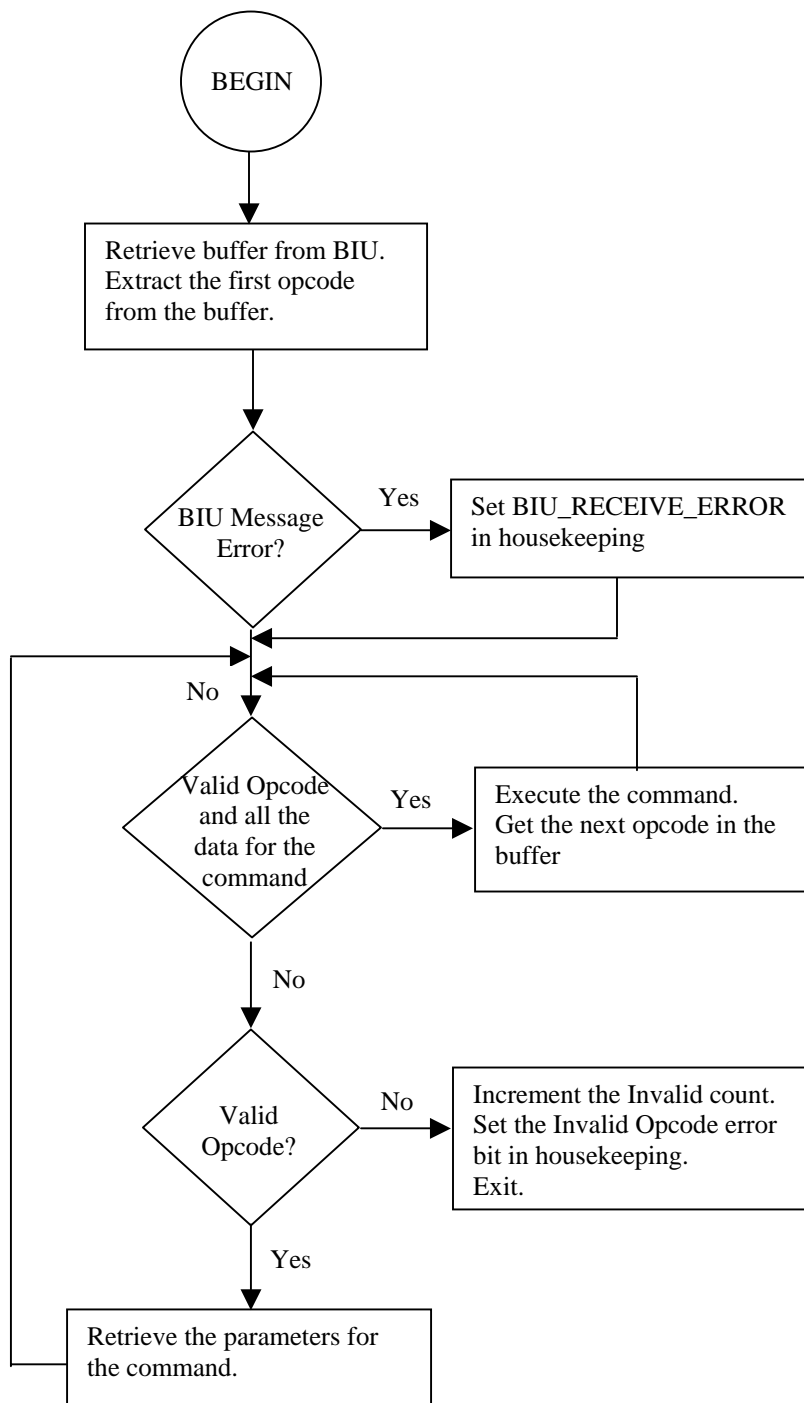 BEGIN
Retrieve buffer from BIU.
Extract the first opcode
from the buffer.
BIU Message
Error?
Yes
Set BIU_RECEIVE_ERROR
in housekeeping
No
Valid Opcode
and all the
data for the
command
Yes
Execute the command.
Get the next opcode in the
buffer
No
Valid
Opcode?
No
Increment the Invalid count.
Set the Invalid Opcode error
bit in housekeeping.
Exit.
Yes
Retrieve the parameters for
the command.